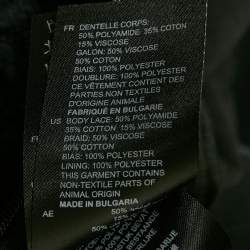 FR DENTELLE CORPS:
50% POLYAMIDE 35% COTON
15% VISCOSE
GALON: 50% VISCOSE
50% COTON
BIAIS: 100% POLYESTER
DOUBLURE: 100% POLYESTER
CE VÊTEMENT CONTIENT DES
PARTIES NON TEXTILES
D'ORIGINE ANIMALE
FABRIQUÉ EN BULGARIE
US BODY LACE: 50% POLYAMIDE
35% COTTON 15% VISCOSE
BRAID: 50% VISCOSE
50% COTTON
BIAS: 100% POLYESTER
LINING: 100% POLYESTER
THIS GARMENT CONTAINS
NON-TEXTILE PARTS OF
ANIMAL ORIGIN
MADE IN BULGARIA
AE